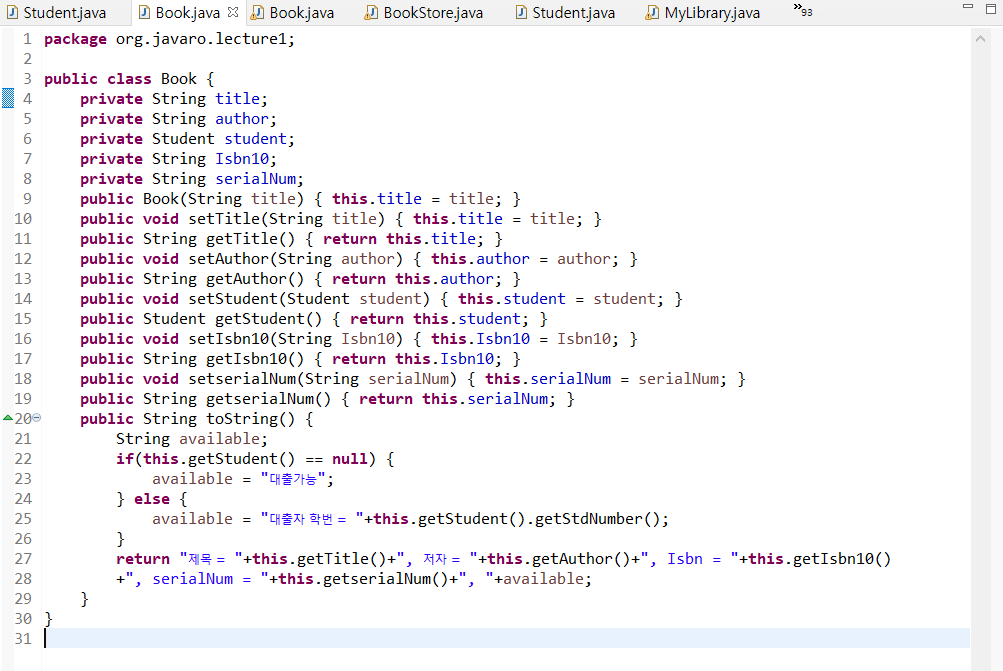 Student.java Book.java Book.java BookStore.java Student.java MyLibrary.java »93
1 package org.javaro.lecture1;
2
3 public class Book {
4 private String title;
5 private String author;
6 private Student student;
7 private String Isbn10;
8 private String serialNum;
9 public Book(String title) { this.title = title; }
10 public void setTitle(String title) { this.title = title; }
11 public String getTitle() { return this.title; }
12 public void setAuthor(String author) { this.author = author; }
13 public String getAuthor() { return this.author; }
14 public void setStudent(Student student) { this.student = student; }
15 public Student getStudent() { return this.student; }
16 public void setIsbn10(String Isbn10) { this.Isbn10 = Isbn10; }
17 public String getIsbn10() { return this.Isbn10; }
18 public void setserialNum(String serialNum) { this.serialNum = serialNum; }
19 public String getserialNum() { return this.serialNum; }
20 public String toString() {
21 String available;
22 if(this.getStudent() == null) {
23 available = "대출가능";
24 } else {
25 available = "대출자 학번 = "+this.getStudent().getStdNumber();
26 }
27 return "제목 = "+this.getTitle()+", 저자 = "+this.getAuthor()+", Isbn = "+this.getIsbn10()
28 +", serialNum = "+this.getserialNum()+", "+available;
29 }
30 }
31